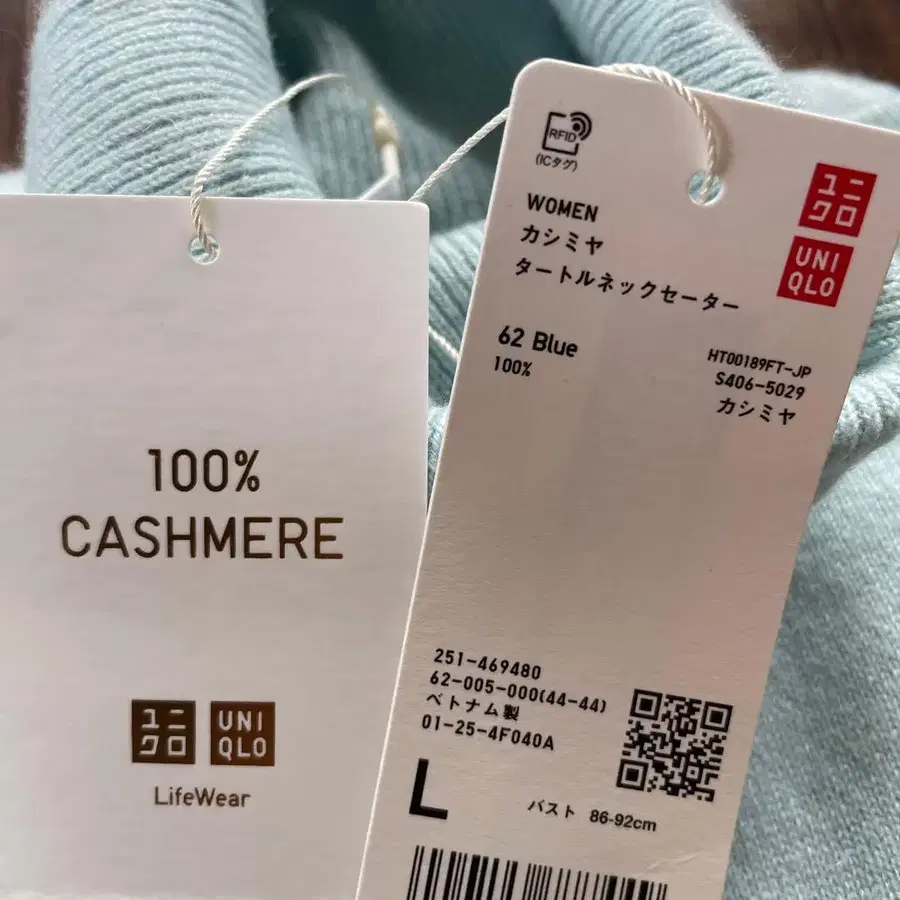 100%
CASHMERE
ユニ
クロ
UNI
QLO
LifeWear
RFID
(ICタグ)
WOMEN
カシミヤ
タートルネックセーター
ユニ
クロ
UNI
QLO
62 Blue
100%
HT00189FT-JP
S406-5029
カシミヤ
251-469480
62-005-000(44-44)
ベトナム製
01-25-4F040A
L
バスト 86-92cm